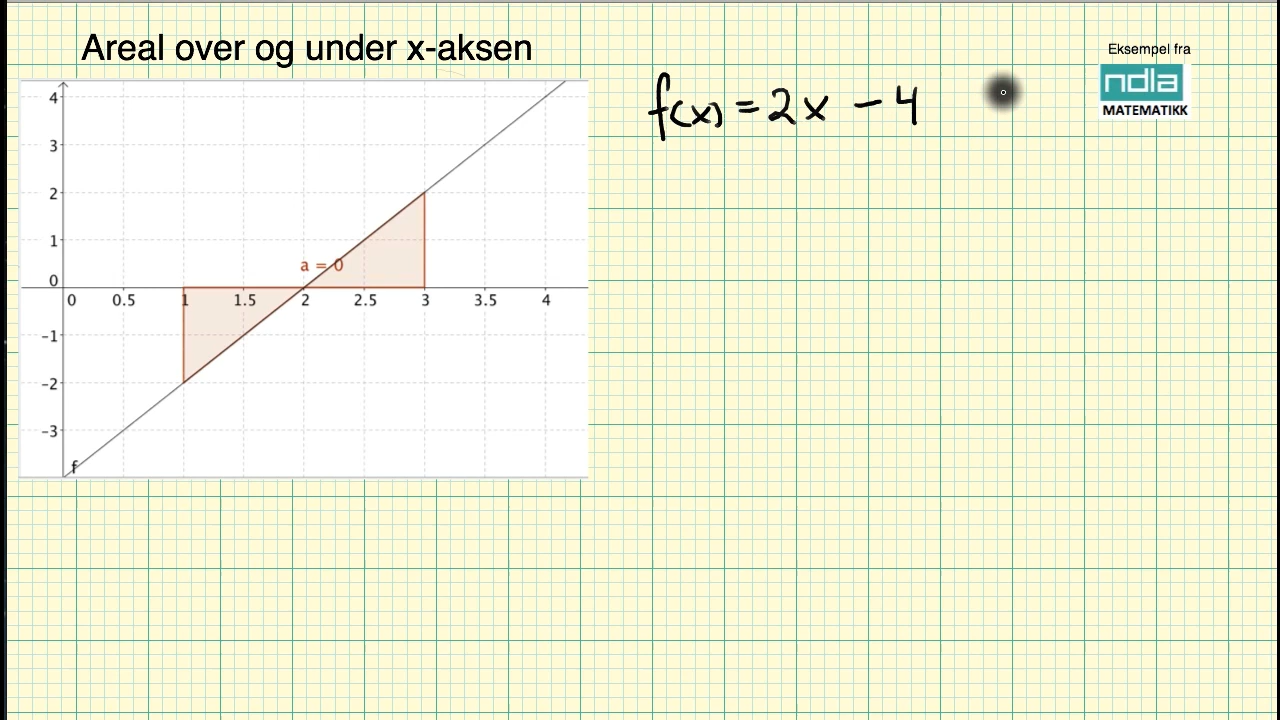 Areal over og under x-aksen
Eksempel fra
ndla
MATEMATIKK
f(x) = 2x - 4
4
3
2
1
a = 0
0
0 0.5 1 1.5 2 2.5 3 3.5 4
-1
-2
-3
f